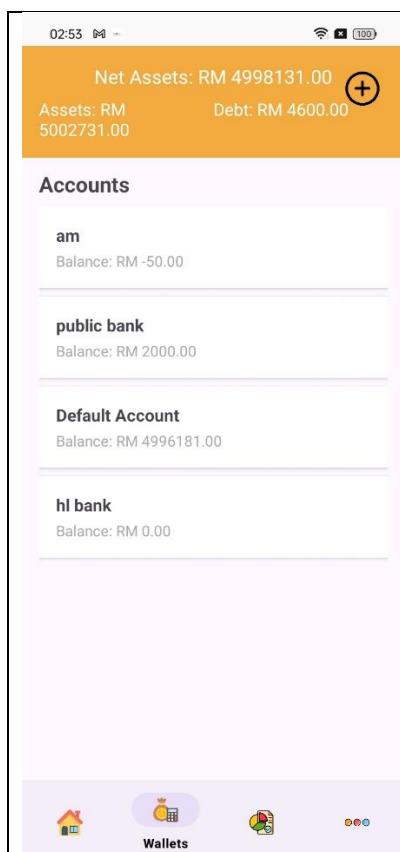 02:53
100
Net Assets: RM 4998131.00
Assets: RM
5002731.00
Debt: RM 4600.00
Accounts
am
Balance: RM -50.00
public bank
Balance: RM 2000.00
Default Account
Balance: RM 4996181.00
hl bank
Balance: RM 0.00
Wallets